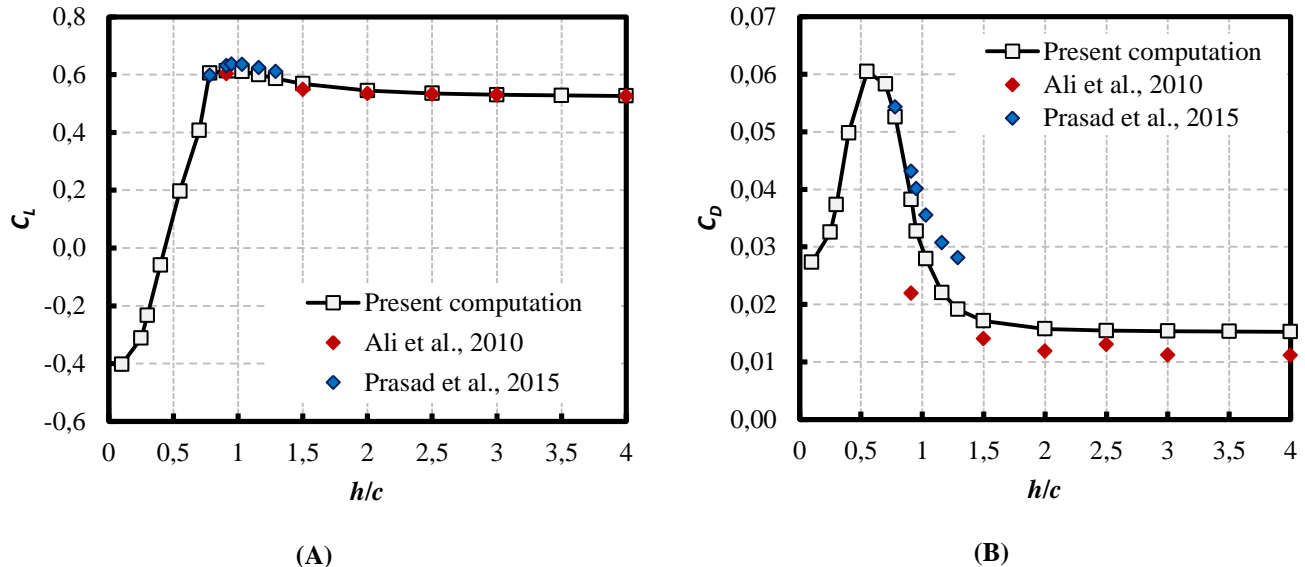 0,8
0,6
0,4
0,2
0,0
-0,2
-0,4
-0,6
C_L
0 0,5 1 1,5 2 2,5 3 3,5 4
h/c
Present computation
Ali et al., 2010
Prasad et al., 2015
(A)
0,07
0,06
0,05
0,04
0,03
0,02
0,01
0,00
C_D
0 0,5 1 1,5 2 2,5 3 3,5 4
h/c
Present computation
Ali et al., 2010
Prasad et al., 2015
(B)